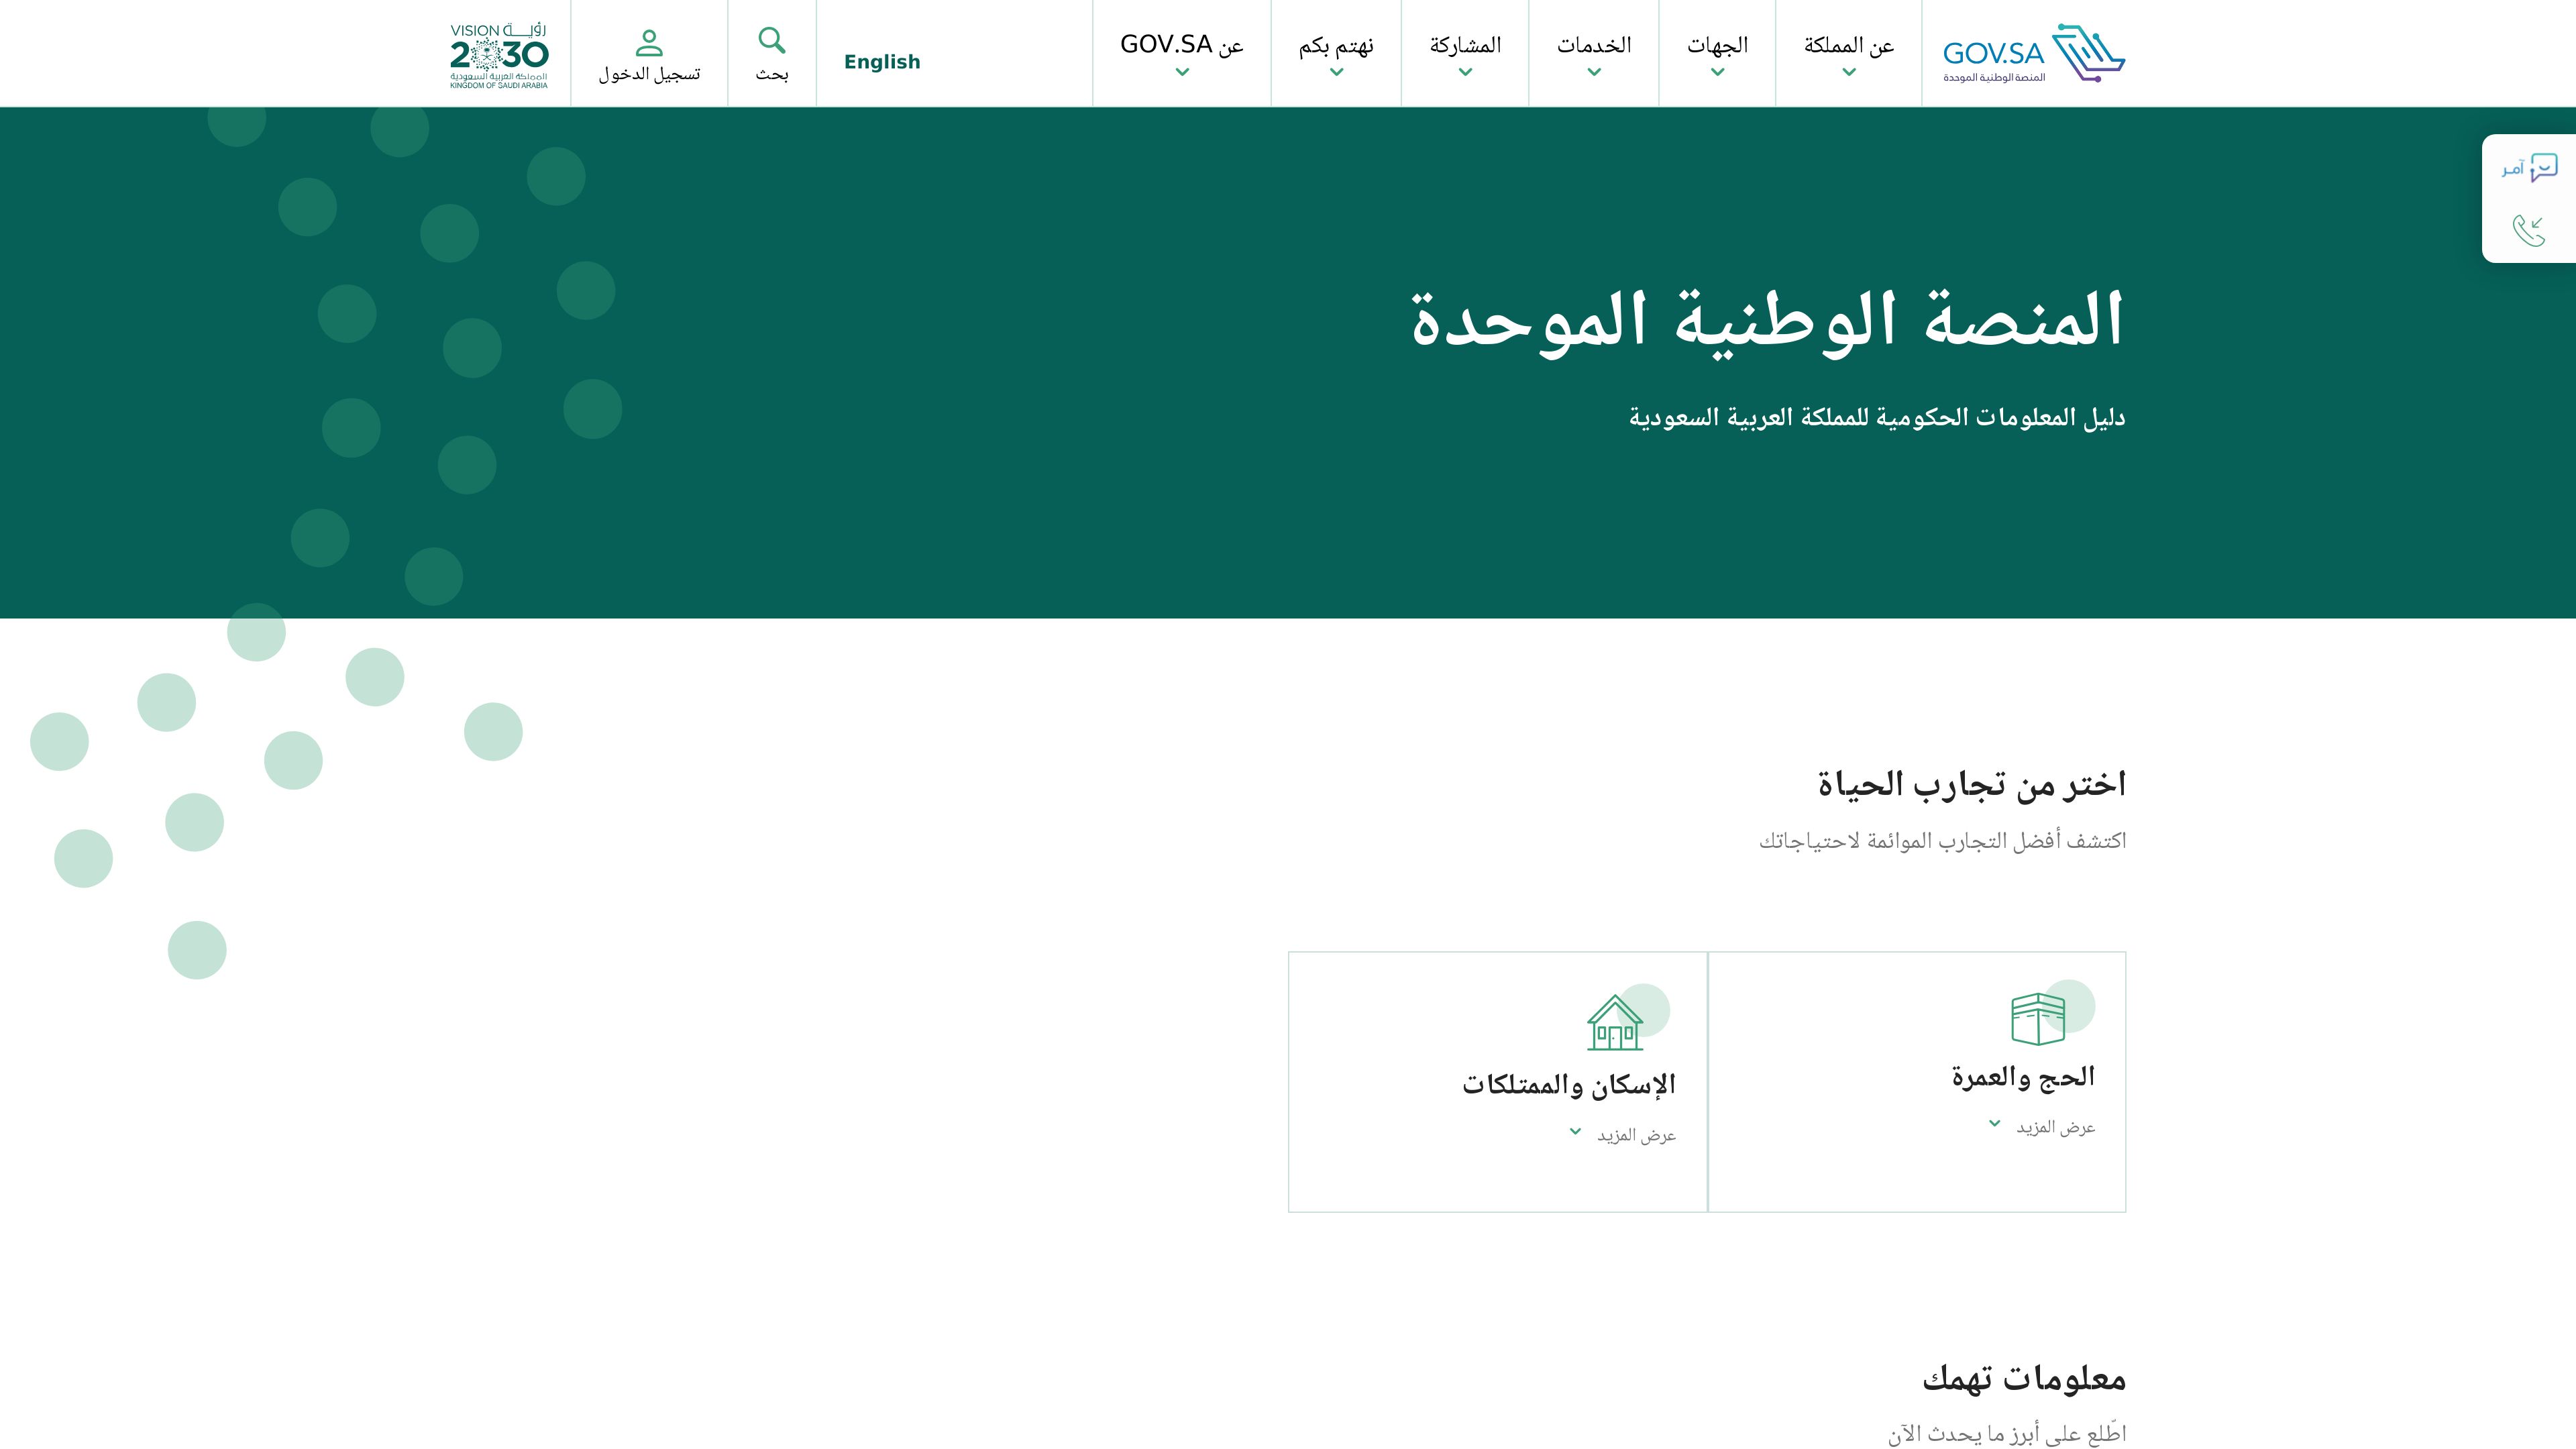 GOV.SA
المنصة الوطنية الموحدة
عن المملكة
الجهات
الخدمات
المشاركة
نهتم بكم
عن GOV.SA
English
بحث
تسجيل الدخول
VISION رؤيـــة
2030
المملكة العربية السعودية
KINGDOM OF SAUDI ARABIA
آمر
المنصة الوطنية الموحدة
دليل المعلومات الحكومية للمملكة العربية السعودية
اختر من تجارب الحياة
اكتشف أفضل التجارب الموائمة لاحتياجاتك
الحج والعمرة
عرض المزيد
الإسكان والممتلكات
عرض المزيد
معلومات تهمك
اطّلع على أبرز ما يحدث الآن